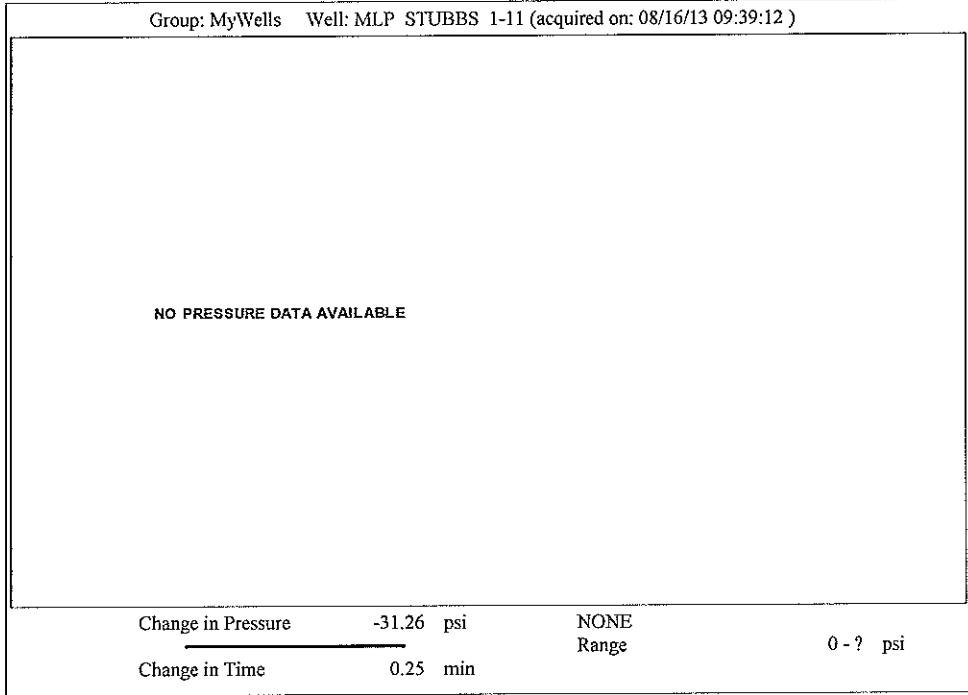 Group: MyWells Well: MLP STUBBS 1-11 (acquired on: 08/16/13 09:39:12 )
NO PRESSURE DATA AVAILABLE
Change in Pressure -31.26 psi NONE
Range 0 - ? psi
Change in Time 0.25 min